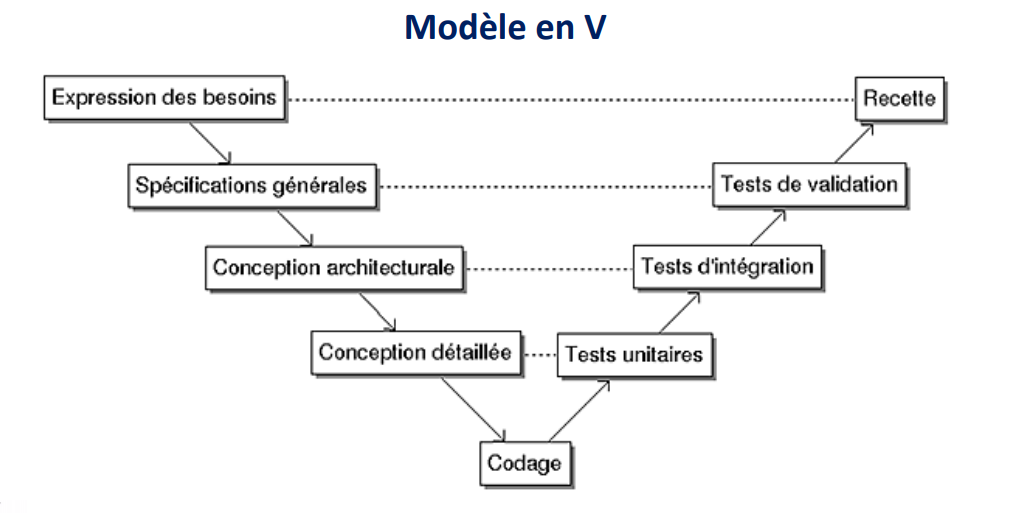 Modèle en V
Expression des besoins
Recette
Spécifications générales
Tests de validation
Conception architecturale
Tests d'intégration
Conception détaillée
Tests unitaires
Codage